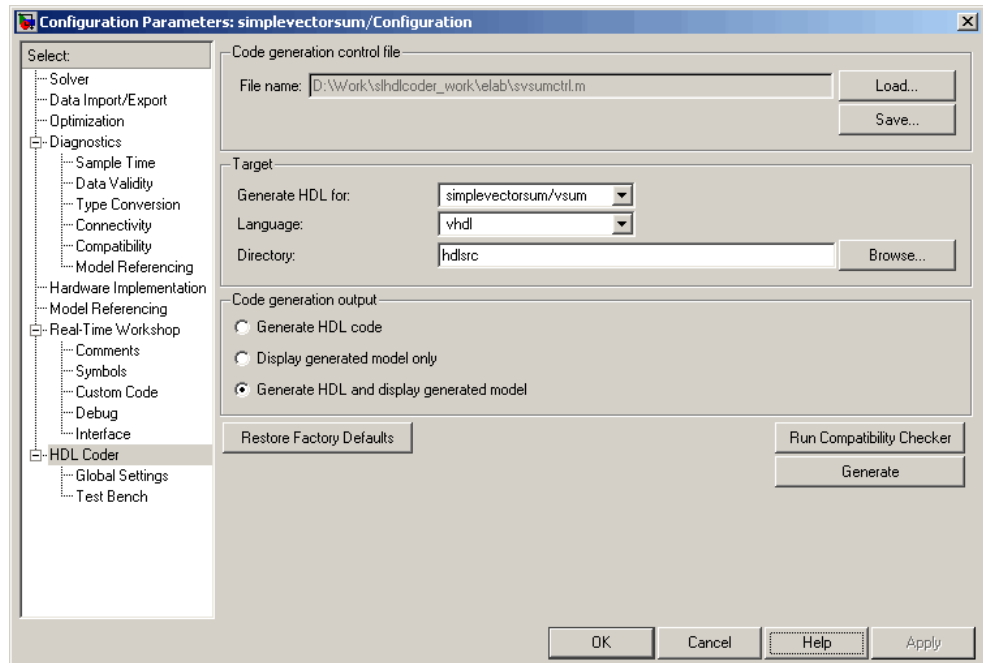 Configuration Parameters: simplevectorsum/Configuration
Select:
Solver
Data Import/Export
Optimization
Diagnostics
Sample Time
Data Validity
Type Conversion
Connectivity
Compatibility
Model Referencing
Hardware Implementation
Model Referencing
Real-Time Workshop
Comments
Symbols
Custom Code
Debug
Interface
HDL Coder
Global Settings
Test Bench
Code generation control file
File name: D:\Work\slhdlcoder_work\elab\svsumctrl.m
Load...
Save...
Target
Generate HDL for: simplevectorsum/vsum
Language: vhdl
Directory: hdlsrc
Browse...
Code generation output
Generate HDL code
Display generated model only
Generate HDL and display generated model
Restore Factory Defaults
Run Compatibility Checker
Generate
OK
Cancel
Help
Apply